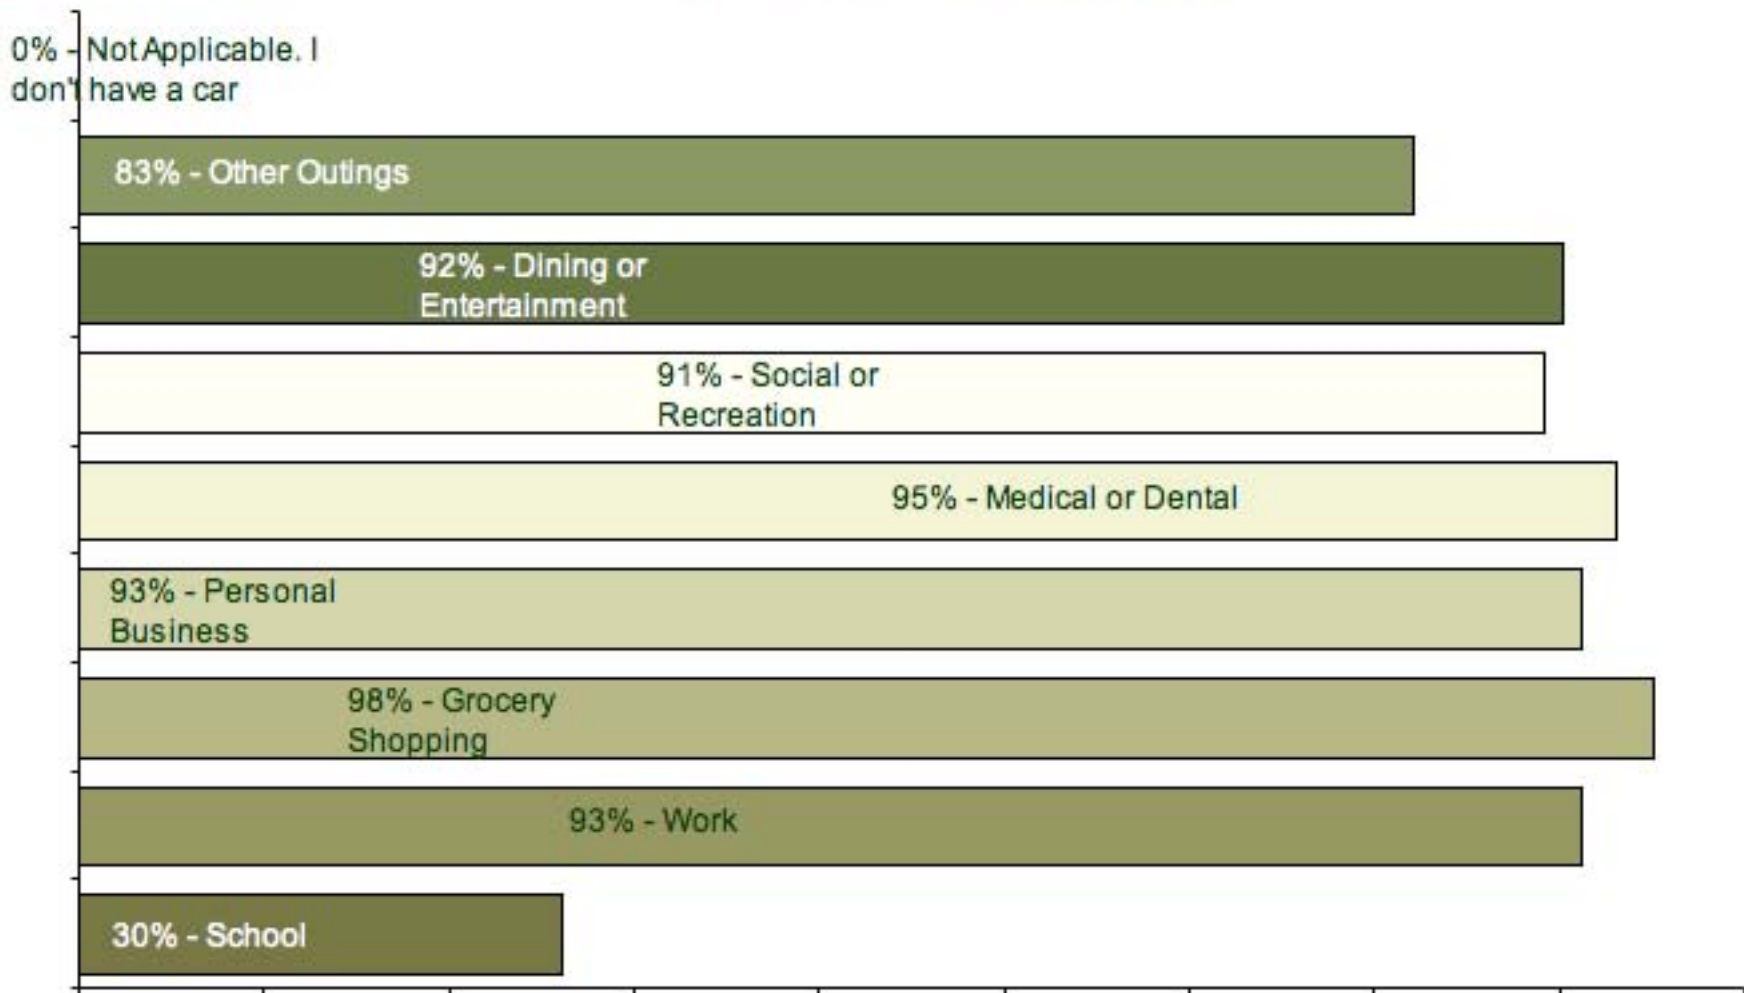 0% - Not Applicable. I
don't have a car
83% - Other Outings
92% - Dining or
Entertainment
91% - Social or
Recreation
95% - Medical or Dental
93% - Personal
Business
98% - Grocery
Shopping
93% - Work
30% - School